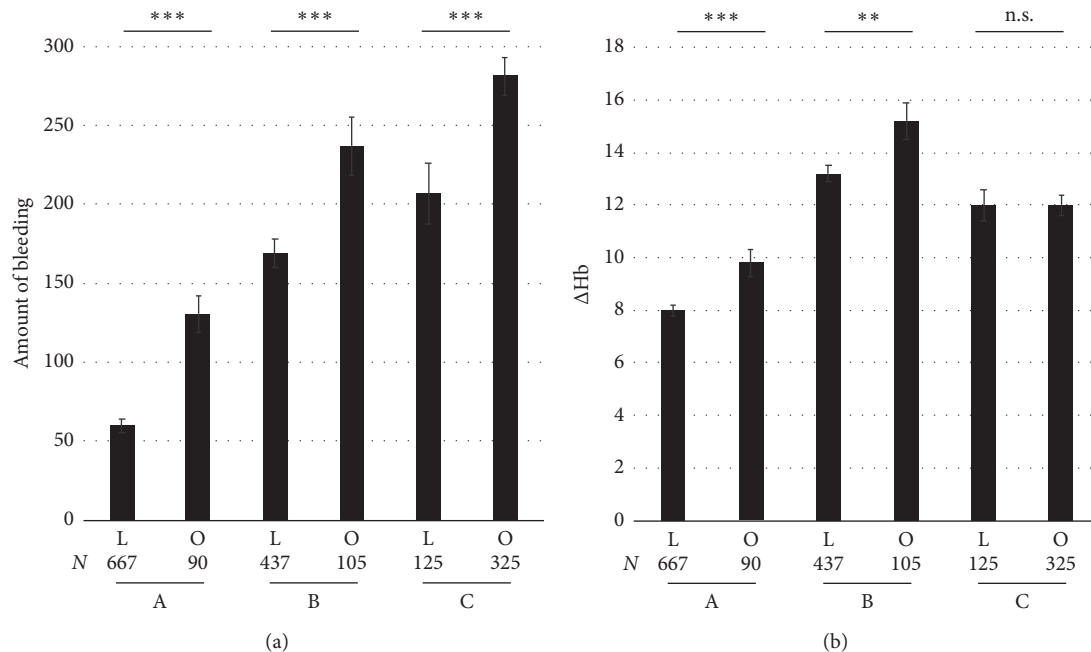 *** *** ***
300
250
200
150
100
50
0
Amount of bleeding
L O L O L O
N 667 90 437 105 125 325
A B C
(a)
*** ** n.s.
18
16
14
12
10
8
6
4
2
0
ΔHb
L O L O L O
N 667 90 437 105 125 325
A B C
(b)